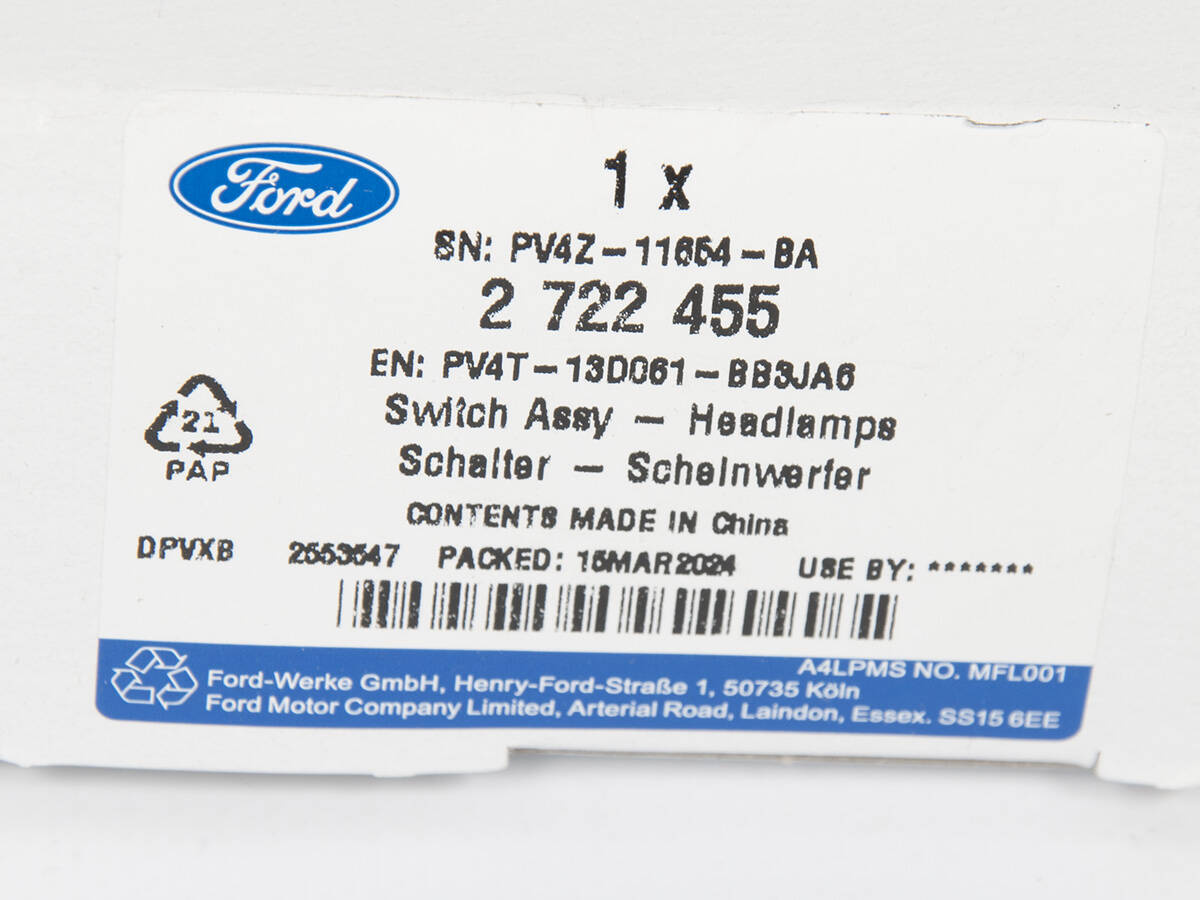 Ford
1 x
SN: PV4Z-11654-BA
2 722 455
EN: PV4T-13D061-BB3JA6
Switch Assy - Headlamps
Schalter - Scheinwerfer
21
PAP
CONTENTS MADE IN China
DPVXB 2553547 PACKED: 15MAR2024 USE BY: *******
A4LPMS NO. MFL001
Ford-Werke GmbH, Henry-Ford-Straße 1, 50735 Köln
Ford Motor Company Limited, Arterial Road, Laindon, Essex. SS15 6EE